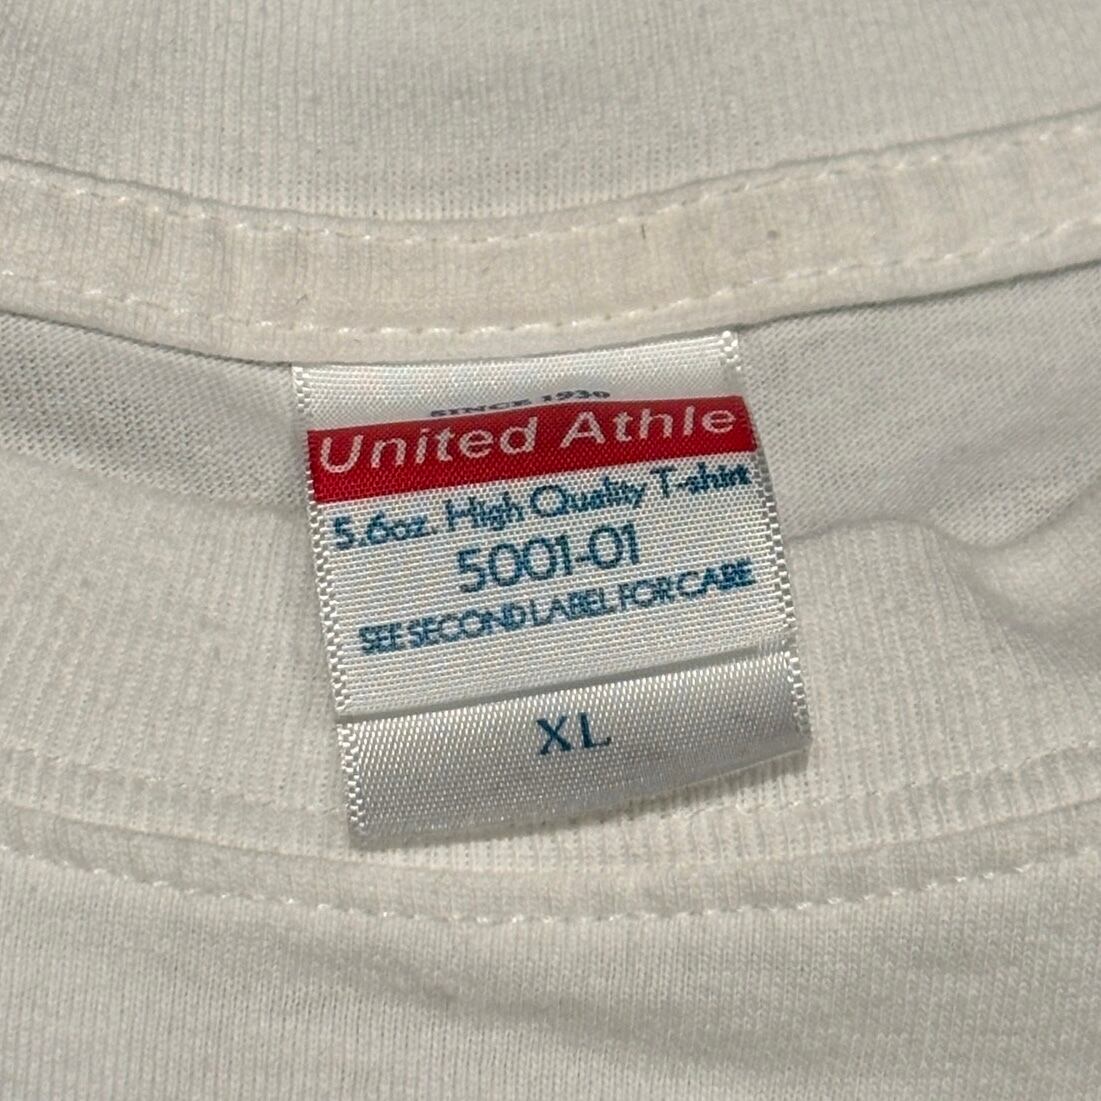 SINCE 1930
United Athle
5.6oz. High Quality T-shirt
5001-01
SEE SECOND LABEL FOR CARE
XL